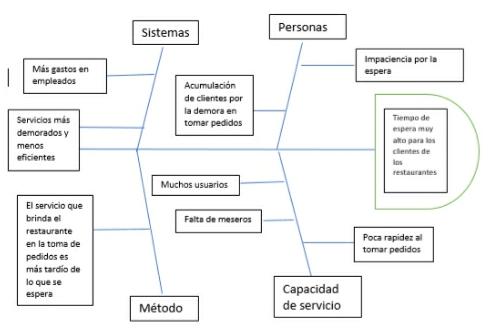 Sistemas
Personas
Más gastos en
empleados
Impaciencia por la
espera
Acumulación
de clientes por
la demora en
tomar pedidos
Servicios más
demorados y
menos
eficientes
Tiempo de
espera muy
alto para los
clientes de
los
restaurantes
Muchos usuarios
El servicio que
brinda el
restaurante
en la toma de
pedidos es
más tardío de
lo que se
espera
Falta de meseros
Poca rapidez al
tomar pedidos
Método
Capacidad
de servicio